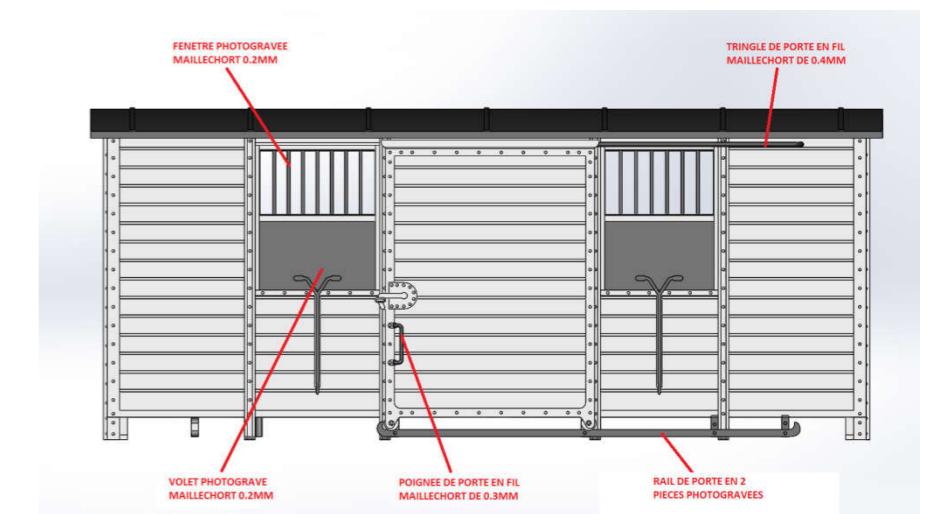 FENETRE PHOTOGRAVEE
MAILLECHORT 0.2MM
TRINGLE DE PORTE EN FIL
MAILLECHORT DE 0.4MM
VOLET PHOTOGRAVE
MAILLECHORT 0.2MM
POIGNEE DE PORTE EN FIL
MAILLECHORT DE 0.3MM
RAIL DE PORTE EN 2
PIECES PHOTOGRAVEES